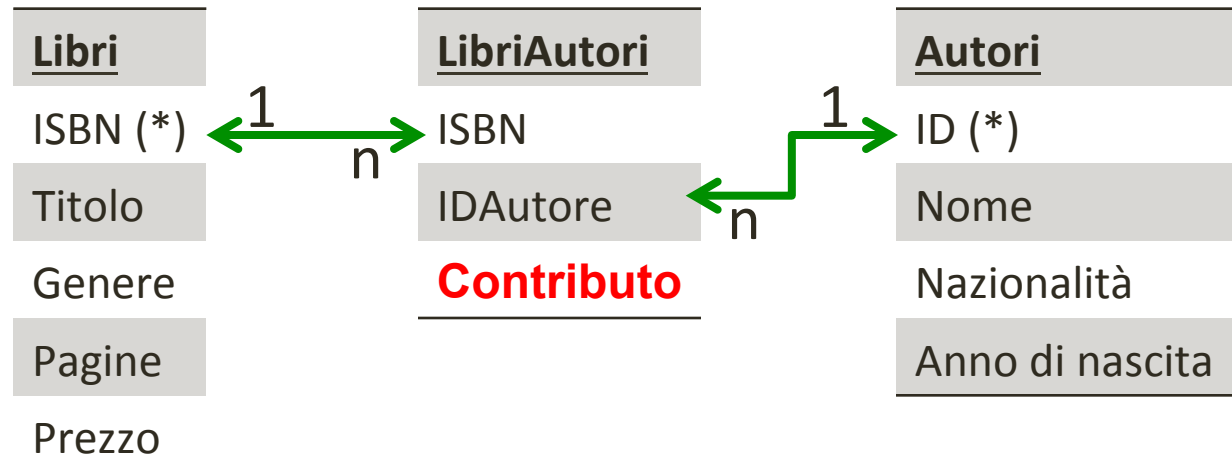 Libri
ISBN (*)
Titolo
Genere
Pagine
Prezzo
1
n
LibriAutori
ISBN
IDAutore
Contributo
1
n
Autori
ID (*)
Nome
Nazionalità
Anno di nascita